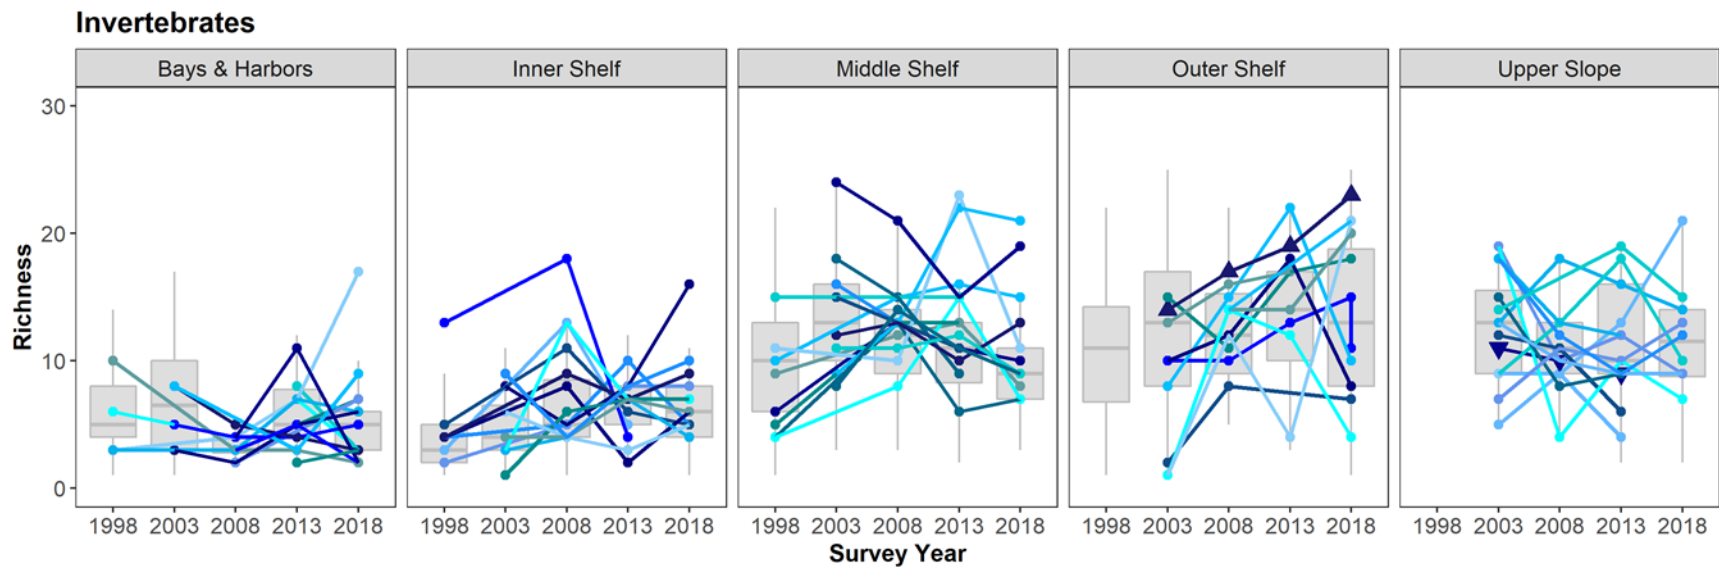 Invertebrates
Bays & Harbors Inner Shelf Middle Shelf Outer Shelf Upper Slope
30
20
10
0
Richness
1998 2003 2008 2013 2018 1998 2003 2008 2013 2018 1998 2003 2008 2013 2018 1998 2003 2008 2013 2018 1998 2003 2008 2013 2018
Survey Year